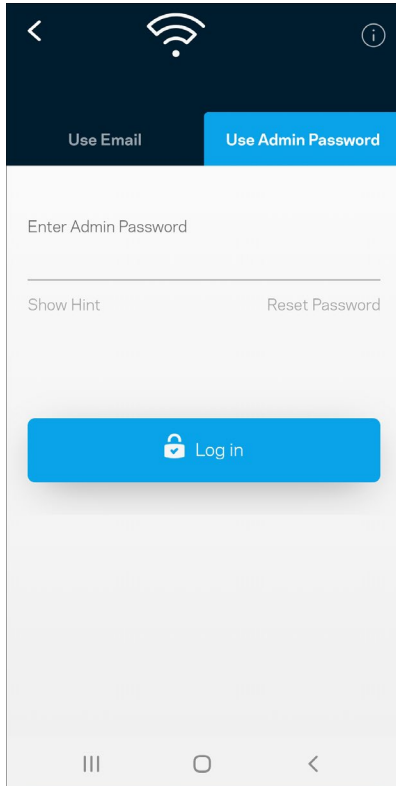 Use Email
Use Admin Password
Enter Admin Password
Show Hint
Reset Password
Log in